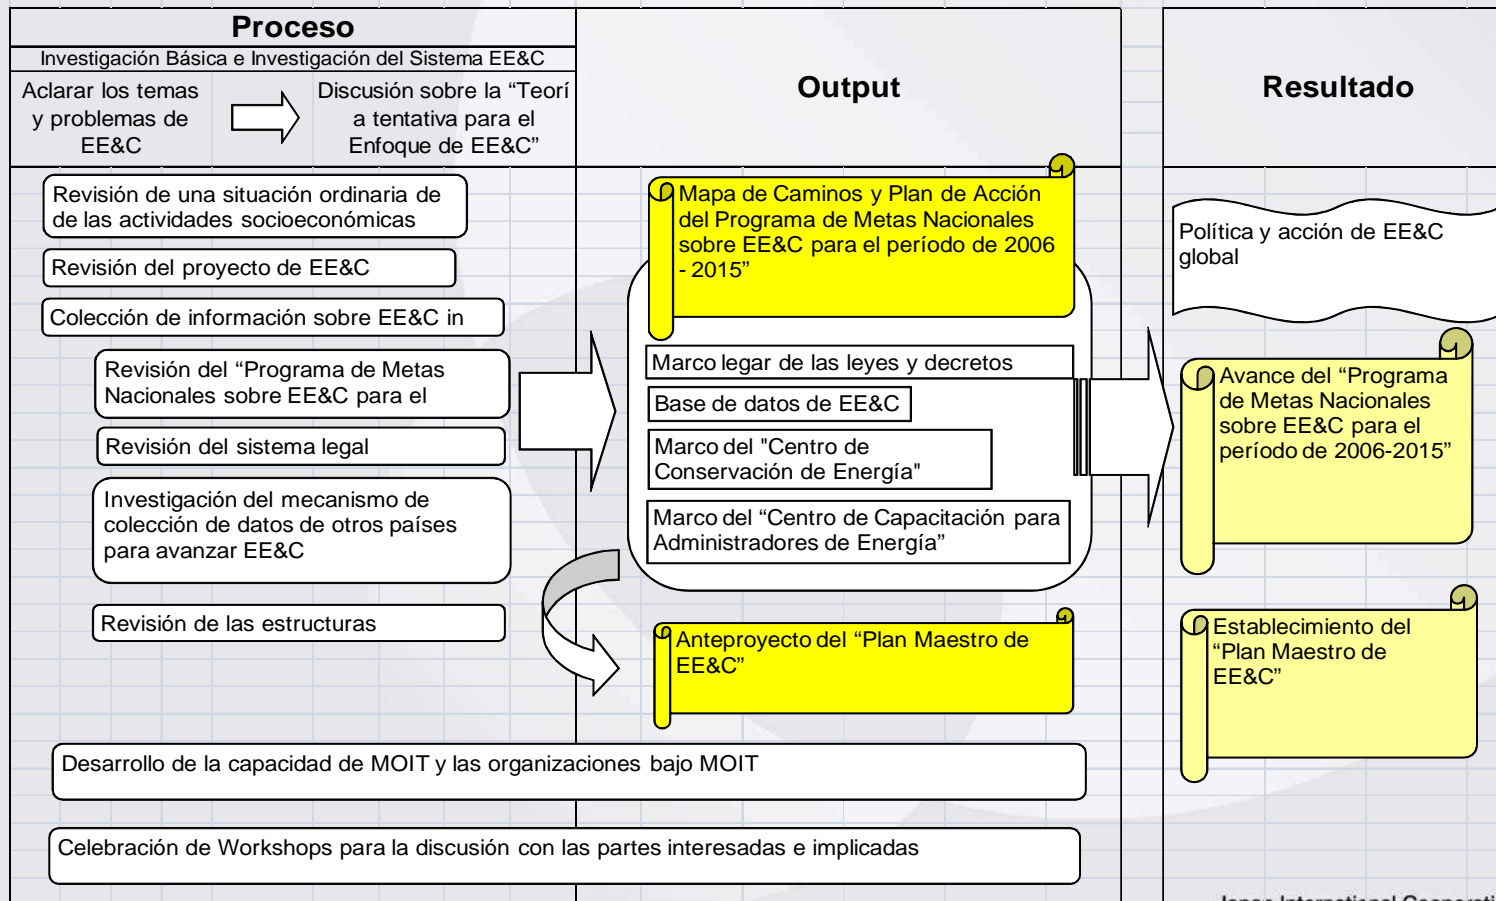 Proceso
Investigación Básica e Investigación del Sistema EE&C
Aclarar los temas
y problemas de
EE&C
Discusión sobre la “Teorí
a tentativa para el
Enfoque de EE&C”
Output
Resultado
Revisión de una situación ordinaria de
de las actividades socioeconómicas
Revisión del proyecto de EE&C
Colección de información sobre EE&C in
Revisión del “Programa de Metas
Nacionales sobre EE&C para el
Revisión del sistema legal
Investigación del mecanismo de
colección de datos de otros países
para avanzar EE&C
Revisión de las estructuras
Mapa de Caminos y Plan de Acción
del Programa de Metas Nacionales
sobre EE&C para el período de 2006
- 2015”
Marco legar de las leyes y decretos
Base de datos de EE&C
Marco del "Centro de
Conservación de Energía"
Marco del “Centro de Capacitación para
Administradores de Energía”
Anteproyecto del “Plan Maestro de
EE&C”
Política y acción de EE&C
global
Avance del “Programa
de Metas Nacionales
sobre EE&C para el
período de 2006-2015”
Establecimiento del
“Plan Maestro de
EE&C”
Desarrollo de la capacidad de MOIT y las organizaciones bajo MOIT
Celebración de Workshops para la discusión con las partes interesadas e implicadas